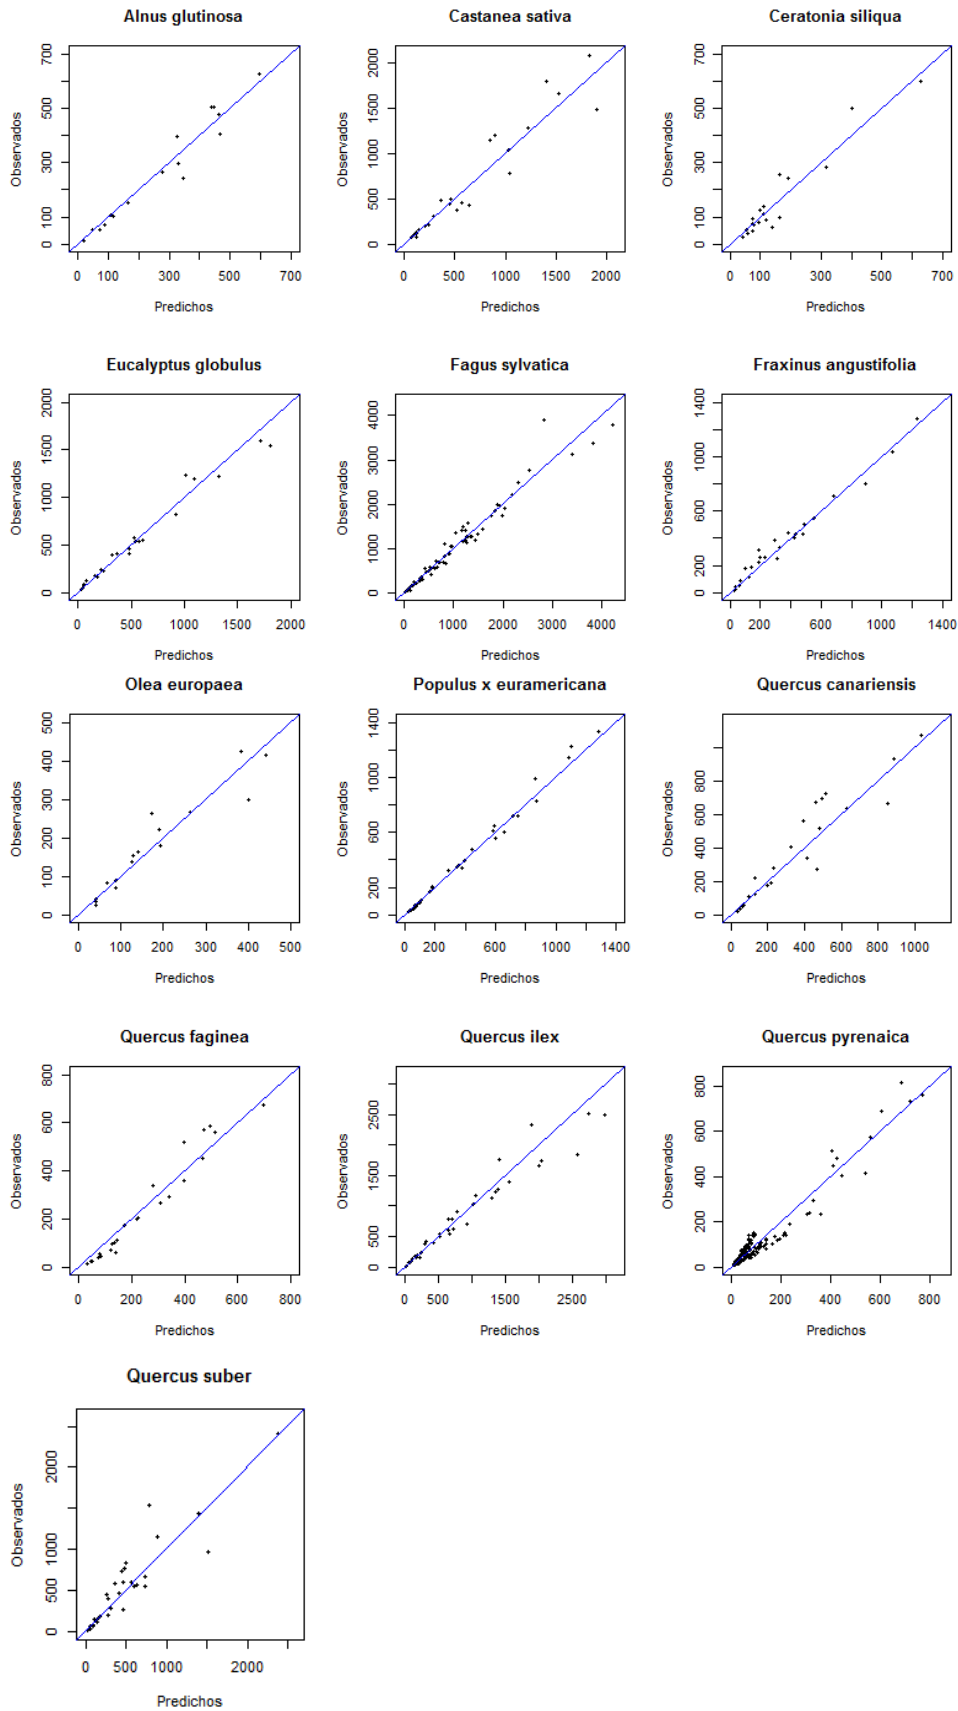 Alnus glutinosa
Castanea sativa
Ceratonia siliqua
Observados
700
500
300
100
0
Observados
2000
1500
1000
500
0
Observados
700
500
300
100
0
0 100 300 500 700
0 500 1000 1500 2000
0 100 300 500 700
Predichos
Predichos
Predichos
Eucalyptus globulus
Fagus sylvatica
Fraxinus angustifolia
Observados
2000
1500
1000
500
0
Observados
4000
3000
2000
1000
0
Observados
1400
1000
600
200
0
0 500 1000 1500 2000
0 1000 2000 3000 4000
0 200 600 1000 1400
Predichos
Predichos
Predichos
Olea europaea
Populus x euramericana
Quercus canariensis
Observados
500
400
300
200
100
0
Observados
1400
1000
600
200
0
Observados
800
600
400
200
0
0 100 200 300 400 500
0 200 600 1000 1400
0 200 400 600 800 1000
Predichos
Predichos
Predichos
Quercus faginea
Quercus ilex
Quercus pyrenaica
Observados
800
600
400
200
0
Observados
2500
1500
500
0
Observados
800
600
400
200
0
0 200 400 600 800
0 500 1500 2500
0 200 400 600 800
Predichos
Predichos
Predichos
Quercus suber
Observados
2000
1000
500
0
0 500 1000 2000
Predichos